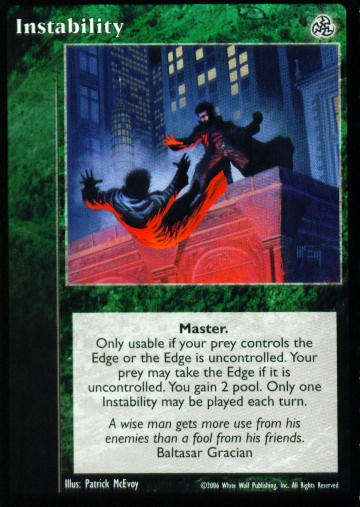 Instability
Master.
Only usable if your prey controls the
Edge or the Edge is uncontrolled. Your
prey may take the Edge if it is
uncontrolled. You gain 2 pool. Only one
Instability may be played each turn.
A wise man gets more use from his
enemies than a fool from his friends.
Baltasar Gracian
Illus: Patrick McEvoy
©2006 White Wolf Publishing, Inc. All Rights Reserved